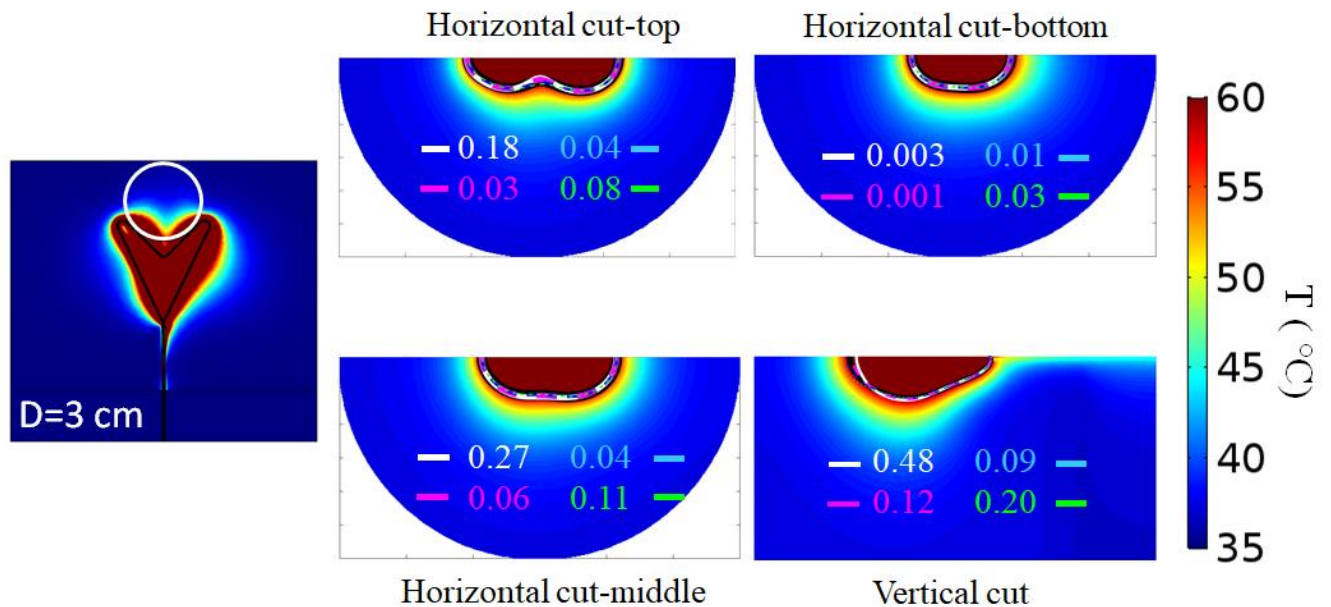 Horizontal cut-top
Horizontal cut-bottom
0.18 0.04
0.03 0.08
0.003 0.01
0.001 0.03
D=3 cm
0.27 0.04
0.06 0.11
0.48 0.09
0.12 0.20
Horizontal cut-middle
Vertical cut
60
55
50
45
40
35
T (°C)